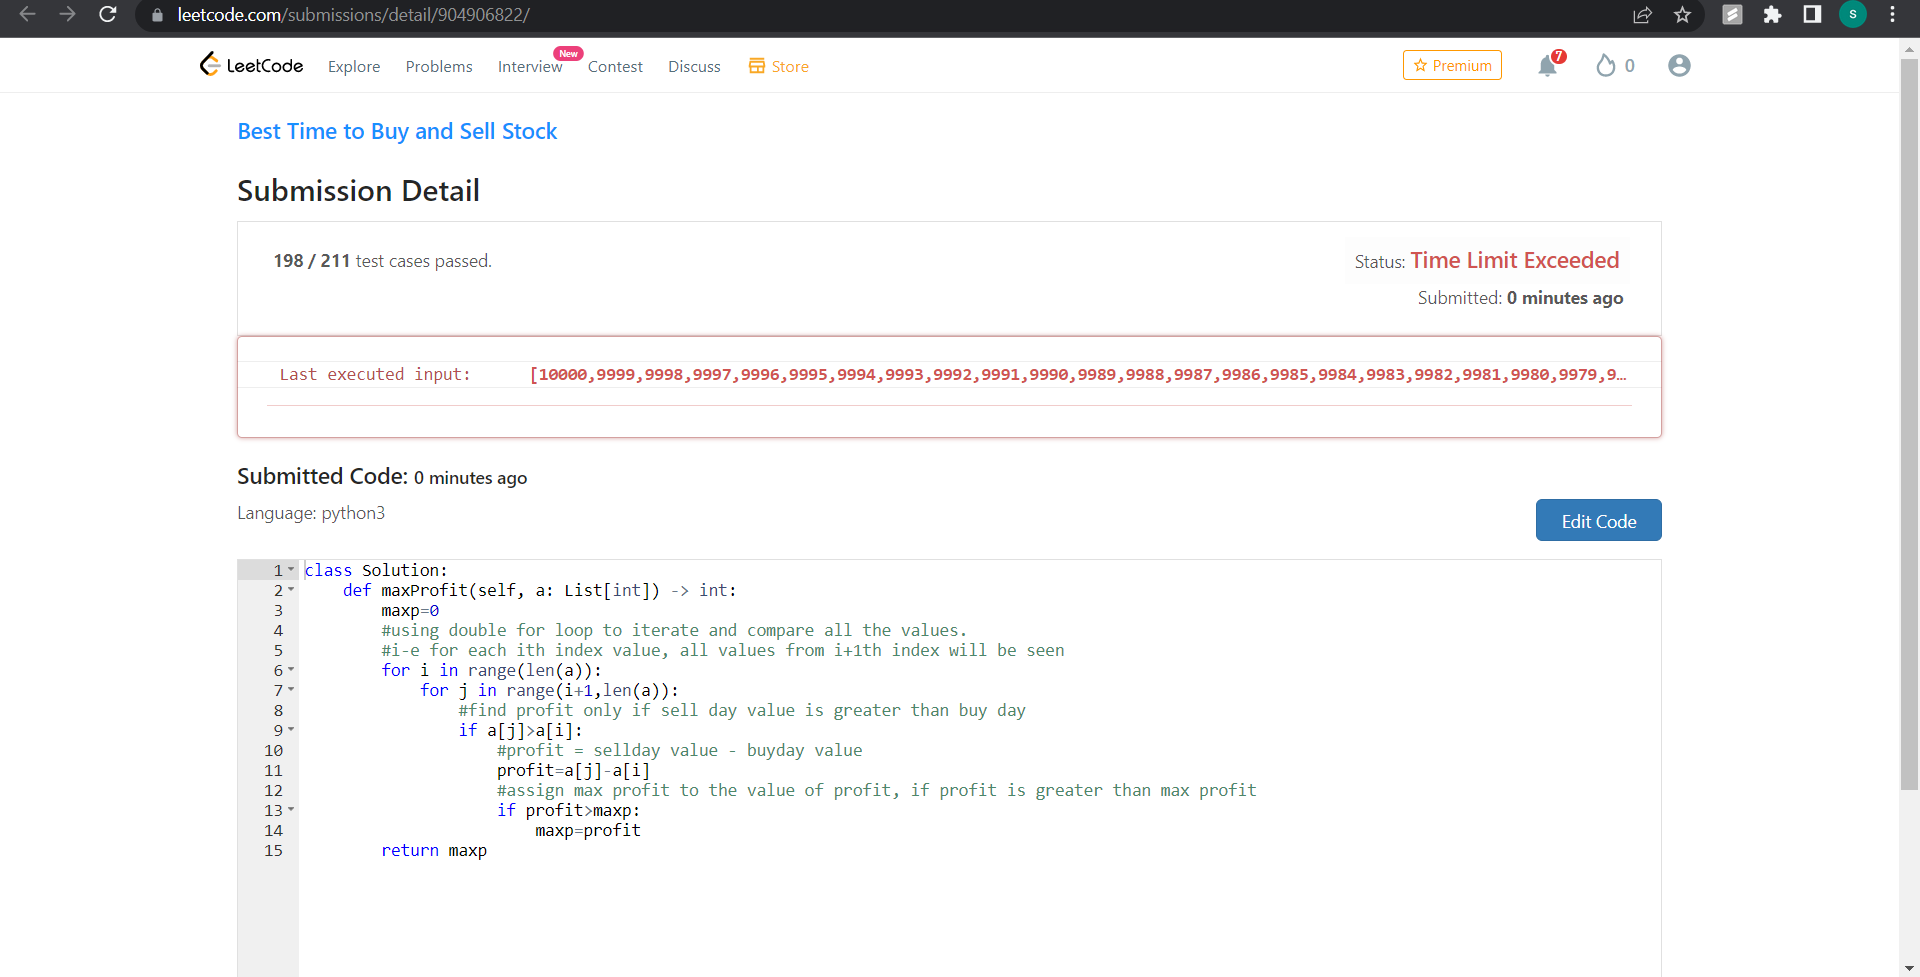 leetcode.com/submissions/detail/904906822/
S
LeetCode Explore Problems Interview New Contest Discuss Store Premium 7 0
Best Time to Buy and Sell Stock
Submission Detail
198 / 211 test cases passed. Status: Time Limit Exceeded
Submitted: 0 minutes ago
Last executed input: [10000,9999,9998,9997,9996,9995,9994,9993,9992,9991,9990,9989,9988,9987,9986,9985,9984,9983,9982,9981,9980,9979,9…
Submitted Code: 0 minutes ago
Language: python3
Edit Code
1 class Solution:
2     def maxProfit(self, a: List[int]) -> int:
3         maxp=0
4         #using double for loop to iterate and compare all the values.
5         #i-e for each ith index value, all values from i+1th index will be seen
6         for i in range(len(a)):
7             for j in range(i+1,len(a)):
8                 #find profit only if sell day value is greater than buy day
9                 if a[j]>a[i]:
10                     #profit = sellday value - buyday value
11                     profit=a[j]-a[i]
12                     #assign max profit to the value of profit, if profit is greater than max profit
13                     if profit>maxp:
14                         maxp=profit
15         return maxp